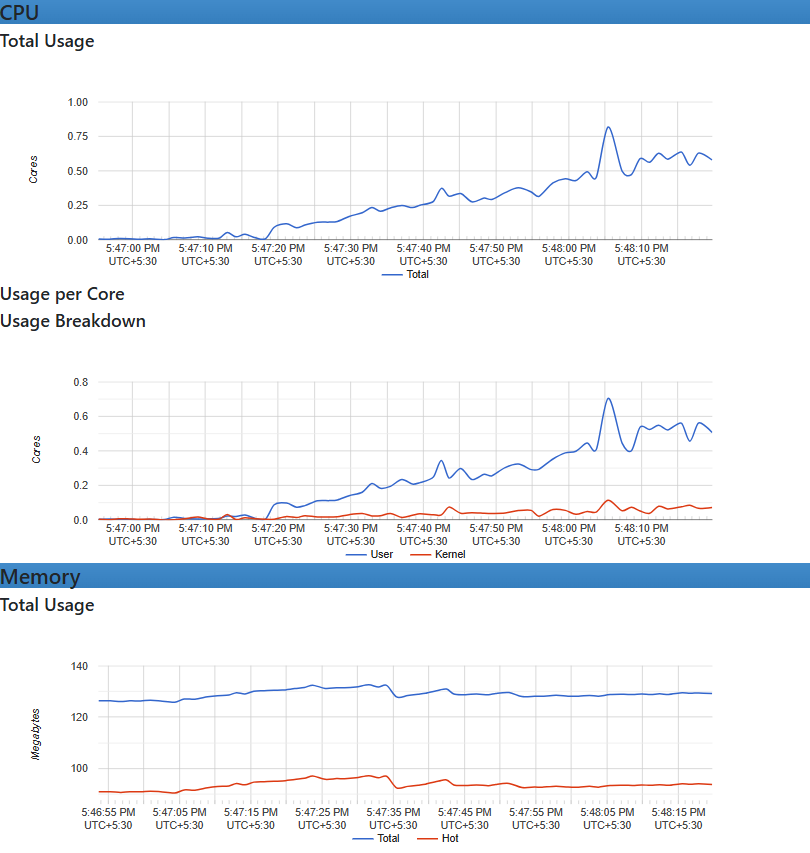 CPU
Total Usage
1.00
0.75
Cores
0.50
0.25
0.00
5:47:00 PM 5:47:10 PM 5:47:20 PM 5:47:30 PM 5:47:40 PM 5:47:50 PM 5:48:00 PM 5:48:10 PM
UTC+5:30 UTC+5:30 UTC+5:30 UTC+5:30 UTC+5:30 UTC+5:30 UTC+5:30 UTC+5:30
Total
Usage per Core
Usage Breakdown
0.8
0.6
Cores
0.4
0.2
0.0
5:47:00 PM 5:47:10 PM 5:47:20 PM 5:47:30 PM 5:47:40 PM 5:47:50 PM 5:48:00 PM 5:48:10 PM
UTC+5:30 UTC+5:30 UTC+5:30 UTC+5:30 UTC+5:30 UTC+5:30 UTC+5:30 UTC+5:30
User Kernel
Memory
Total Usage
140
120
Megabytes
100
5:46:55 PM 5:47:05 PM 5:47:15 PM 5:47:25 PM 5:47:35 PM 5:47:45 PM 5:47:55 PM 5:48:05 PM 5:48:15 PM
UTC+5:30 UTC+5:30 UTC+5:30 UTC+5:30 UTC+5:30 UTC+5:30 UTC+5:30 UTC+5:30 UTC+5:30
Total Hot